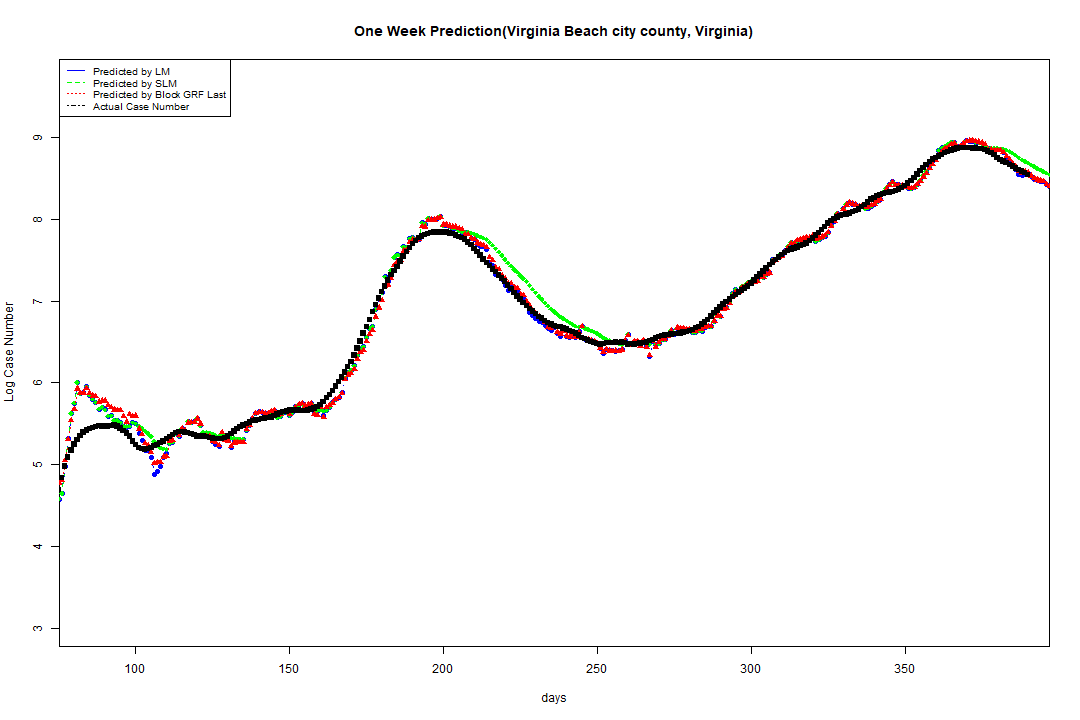 One Week Prediction(Virginia Beach city county, Virginia)
Predicted by LM
Predicted by SLM
Predicted by Block GRF Last
Actual Case Number
Log Case Number
9
8
7
6
5
4
3
100 150 200 250 300 350
days